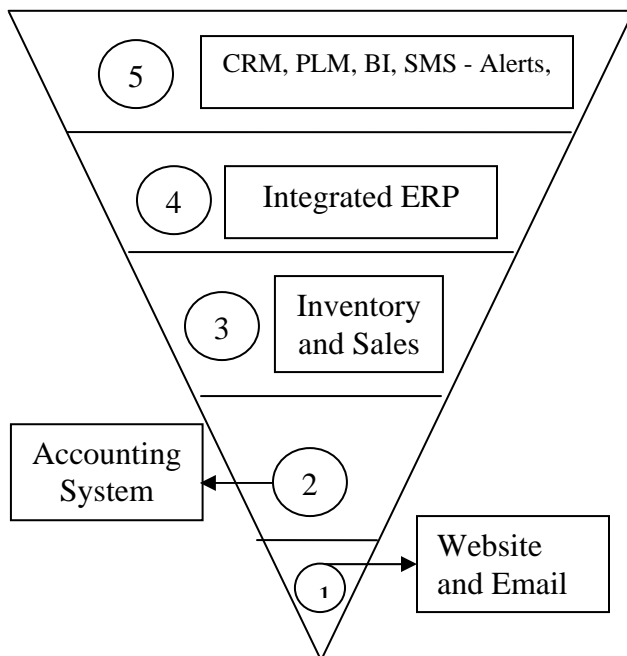 5
CRM, PLM, BI, SMS - Alerts,
4
Integrated ERP
3
Inventory
and Sales
Accounting
System
2
Website
and Email
1